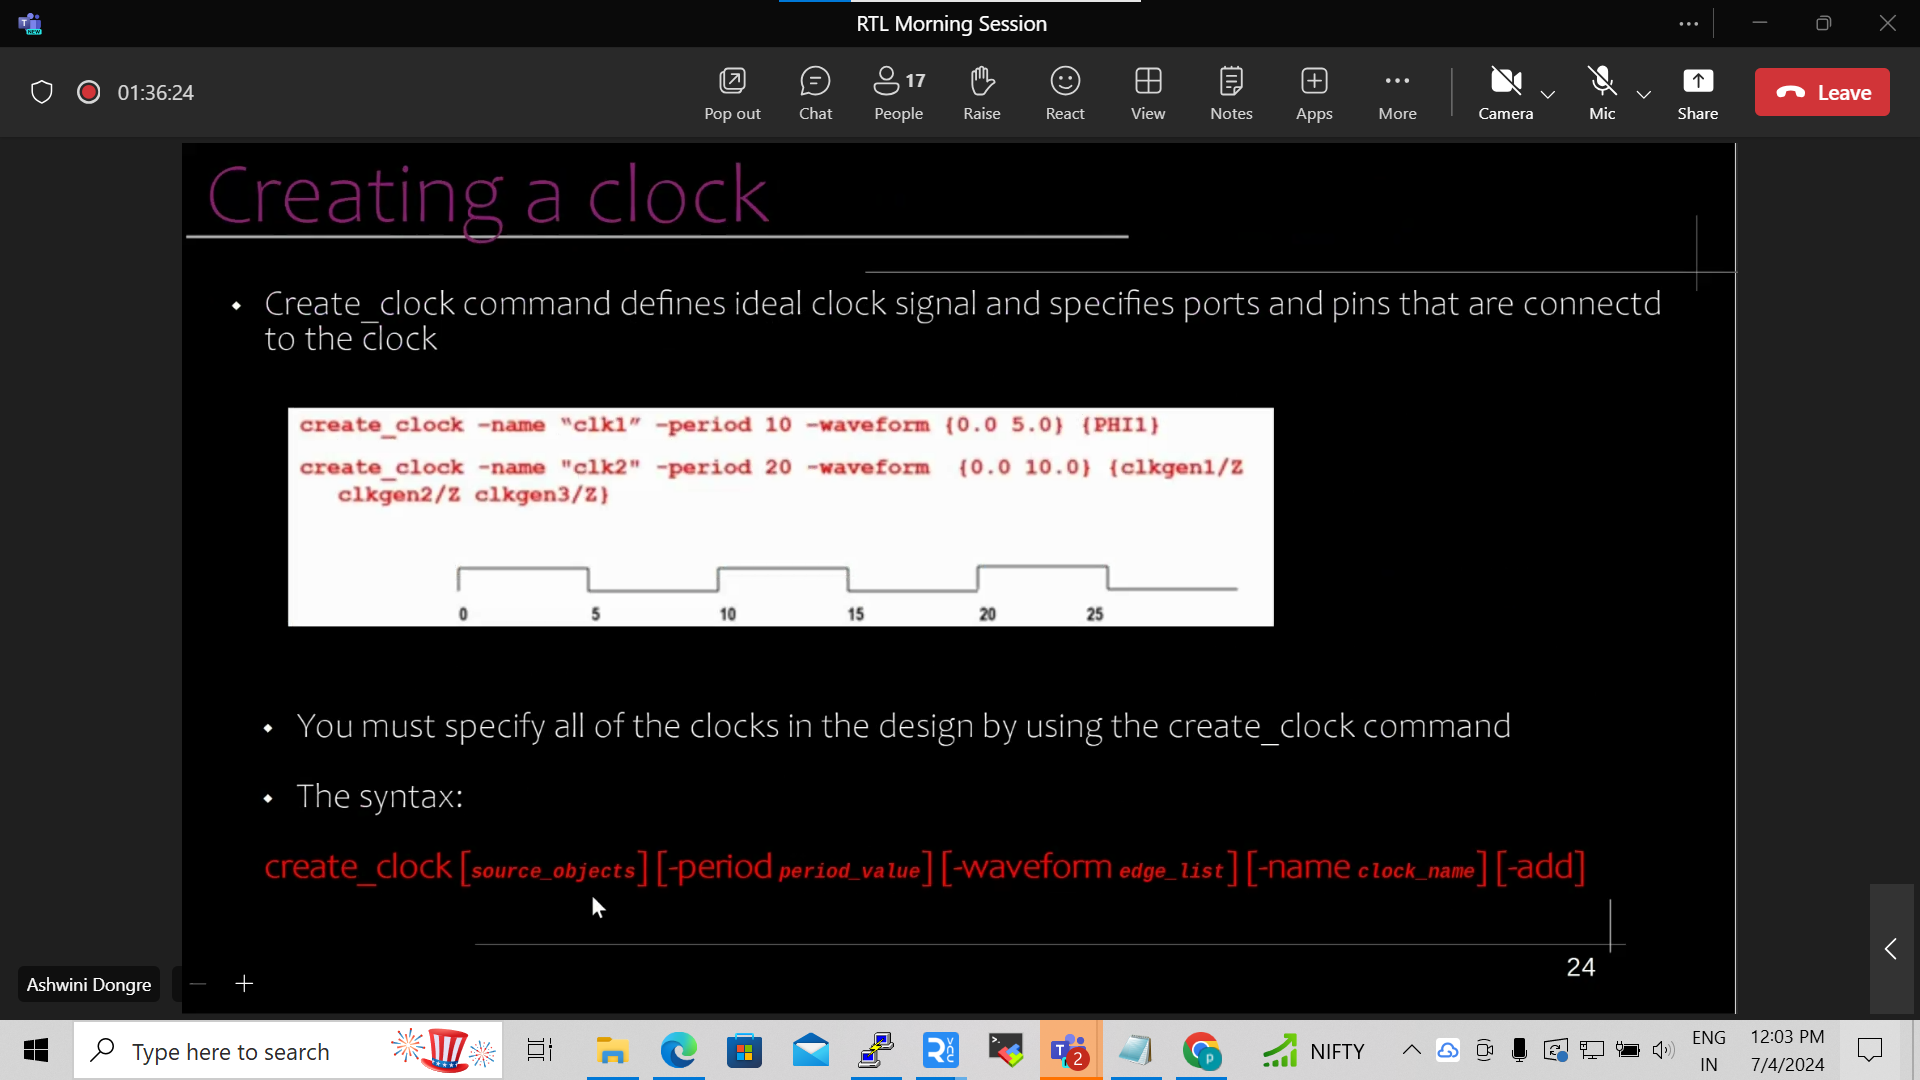 RTL Morning Session
01:36:24
Pop out
Chat
17
People
Raise
React
View
Notes
Apps
More
Camera
Mic
Share
Leave
Creating a clock
Create_clock command defines ideal clock signal and specifies ports and pins that are connectd
to the clock
create_clock –name “clk1” –period 10 –waveform {0.0 5.0} {PHI1}
create_clock -name "clk2" -period 20 -waveform {0.0 10.0} {clkgen1/Z
clkgen2/Z clkgen3/Z}
0 5 10 15 20 25
You must specify all of the clocks in the design by using the create_clock command
The syntax:
create_clock [source_objects] [-period period_value] [-waveform edge_list] [-name clock_name] [-add]
24
Ashwini Dongre
Type here to search
2
NIFTY
ENG
IN
12:03 PM
7/4/2024